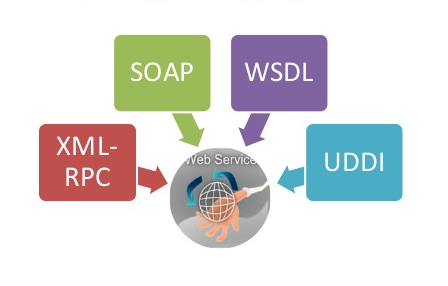 SOAP
WSDL
XML-
RPC
Web Service
UDDI